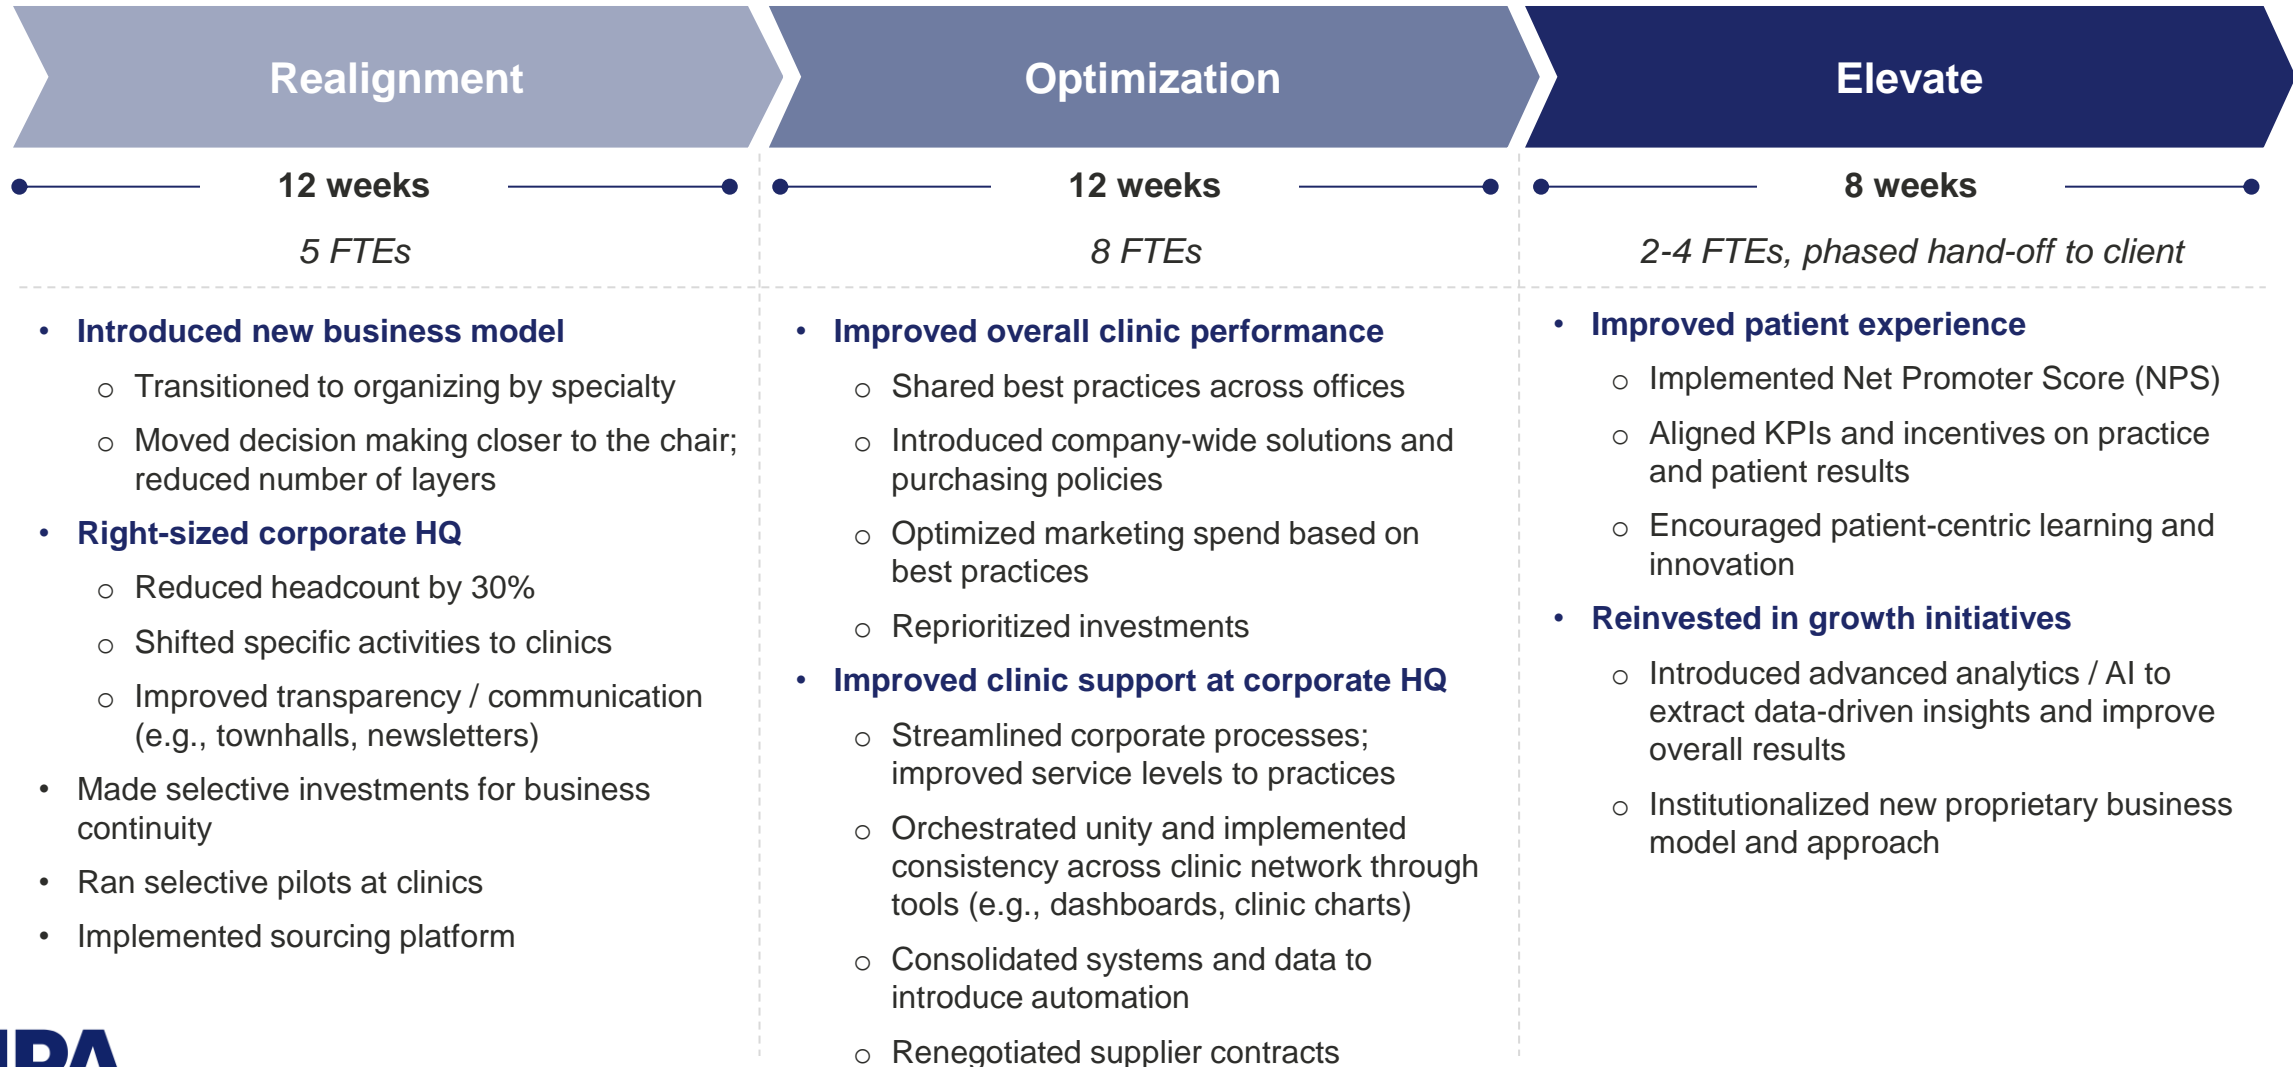 Realignment
12 weeks
5 FTEs
• Introduced new business model
o Transitioned to organizing by specialty
o Moved decision making closer to the chair;
reduced number of layers
• Right-sized corporate HQ
o Reduced headcount by 30%
o Shifted specific activities to clinics
o Improved transparency / communication
(e.g., townhalls, newsletters)
• Made selective investments for business
continuity
• Ran selective pilots at clinics
• Implemented sourcing platform
Optimization
12 weeks
8 FTEs
• Improved overall clinic performance
o Shared best practices across offices
o Introduced company-wide solutions and
purchasing policies
o Optimized marketing spend based on
best practices
o Reprioritized investments
• Improved clinic support at corporate HQ
o Streamlined corporate processes;
improved service levels to practices
o Orchestrated unity and implemented
consistency across clinic network through
tools (e.g., dashboards, clinic charts)
o Consolidated systems and data to
introduce automation
o Renegotiated supplier contracts
Elevate
8 weeks
2-4 FTEs, phased hand-off to client
• Improved patient experience
o Implemented Net Promoter Score (NPS)
o Aligned KPIs and incentives on practice
and patient results
o Encouraged patient-centric learning and
innovation
• Reinvested in growth initiatives
o Introduced advanced analytics / AI to
extract data-driven insights and improve
overall results
o Institutionalized new proprietary business
model and approach